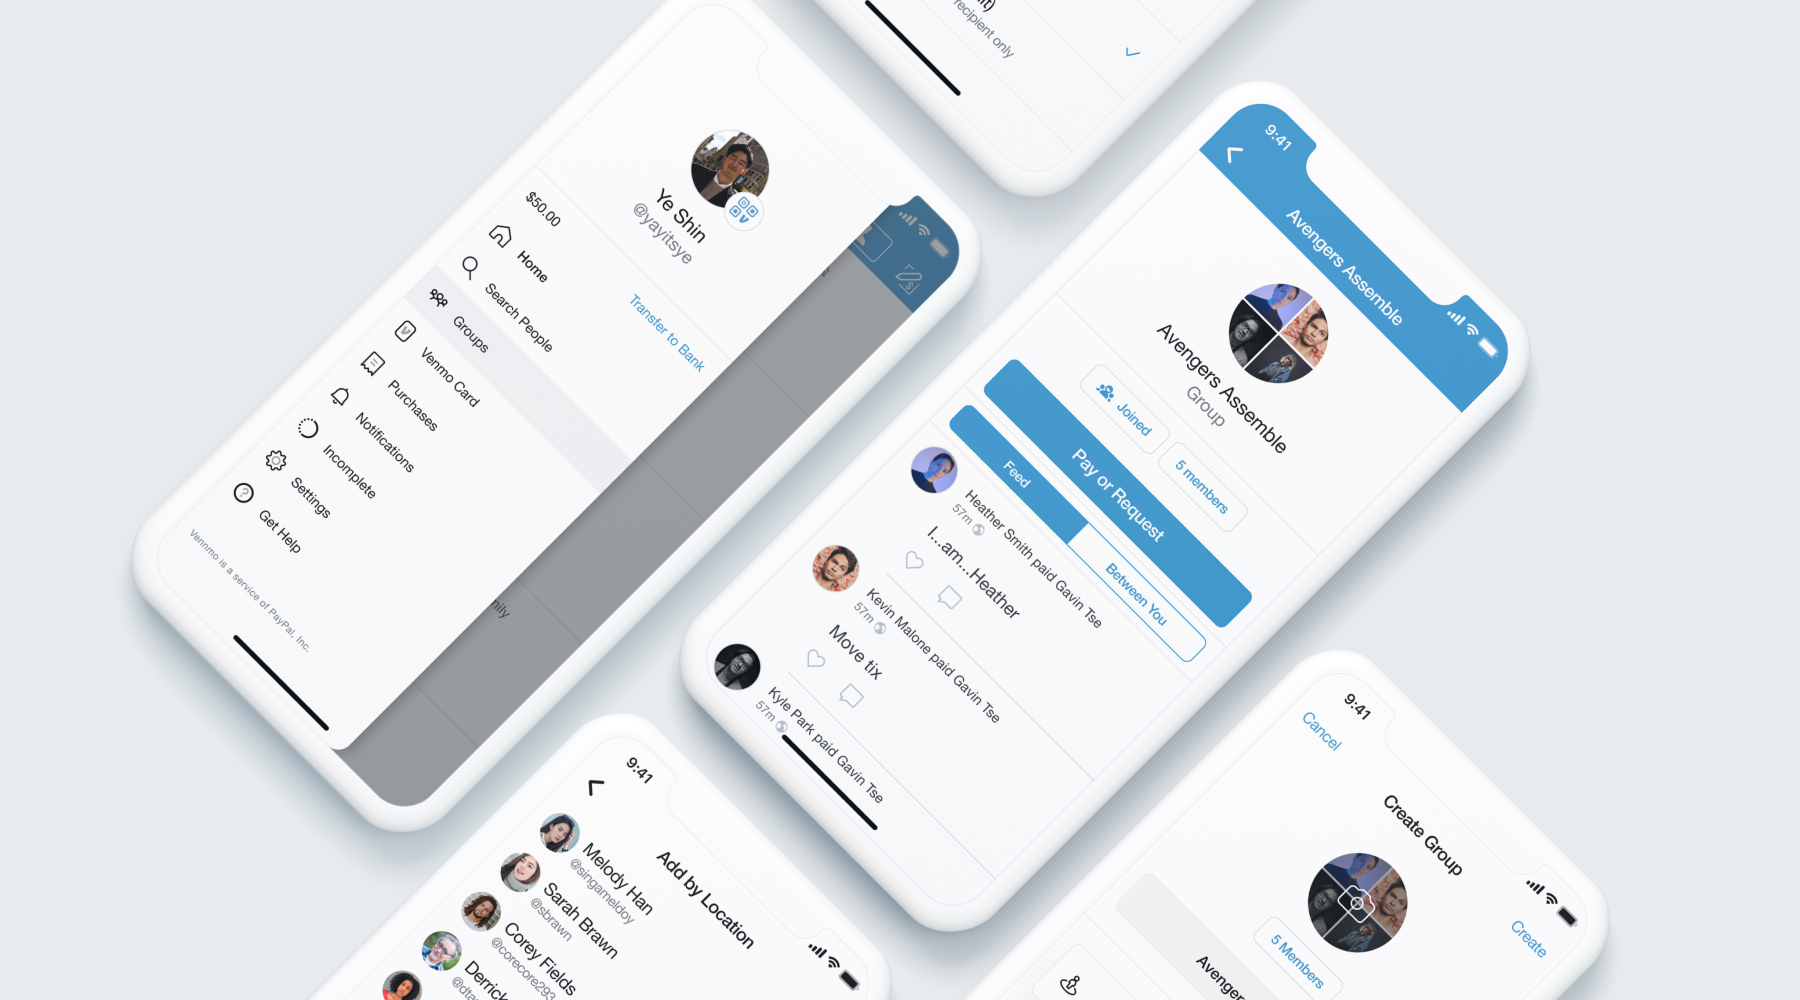 Ye Shin
@yayitsye
$50.00
Transfer to Bank
Home
Search People
Groups
Venmo Card
Purchases
Notifications
Incomplete
Settings
Get Help
Vennmo is a service of PayPal, Inc.
recipient only
9:41
Avengers Assemble
Avengers Assemble
Group
Joined
5 members
Pay or Request
Feed
Between You
Heather Smith paid Gavin Tse
57m
I...am...Heather
Kevin Malone paid Gavin Tse
57m
Move tix
Kyle Park paid Gavin Tse
57m
9:41
Add by Location
Melody Han
@singameldoy
Sarah Brawn
@sbrawn
Corey Fields
@corecore293
Derrick
9:41
Cancel
Create Group
Create
5 Members